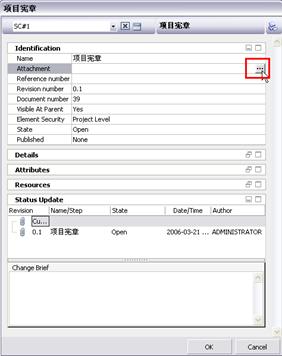 项目宪章
SC#1 项目宪章
Identification
Name 项目宪章
Attachment ...
Reference number
Revision number 0.1
Document number 39
Visible At Parent Yes
Element Security Project Level
State Open
Published None
Details
Attributes
Resources
Status Update
Revision Name/Step State Date/Time Author
Cu...
0.1 项目宪章 Open 2006-03-21 ... ADMINISTRATOR
Change Brief
OK Cancel